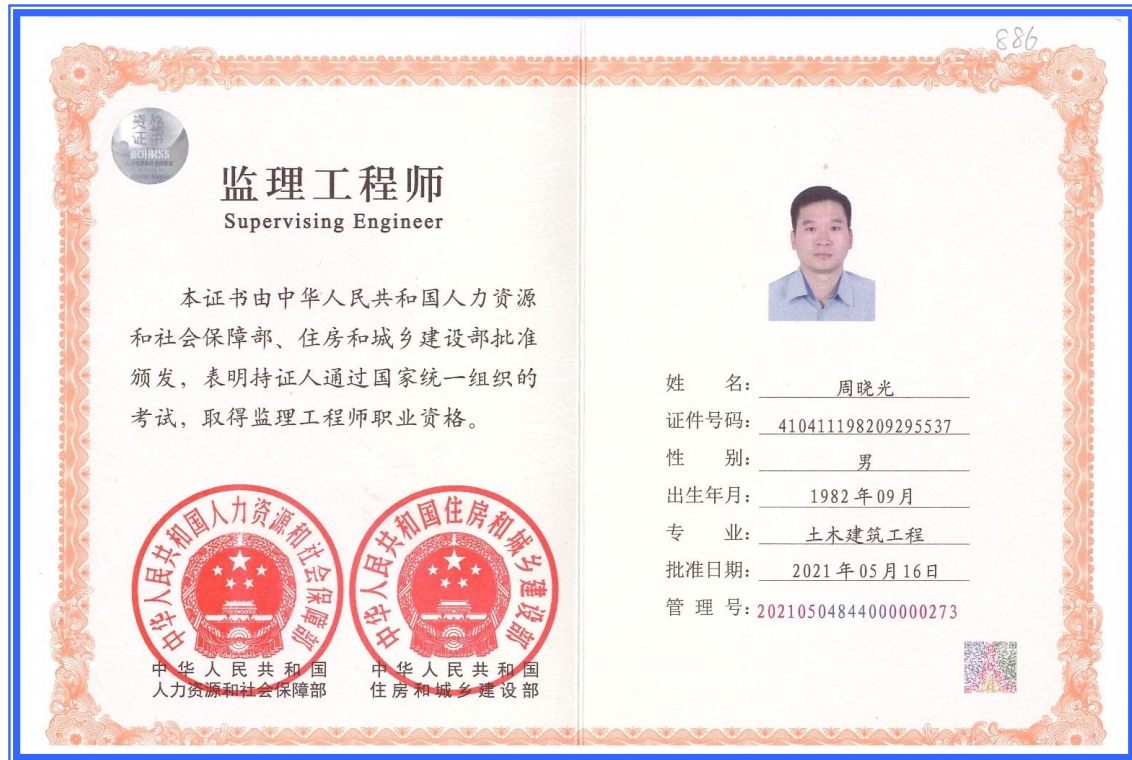 886
资格
证书
MOHRSS
监理工程师
Supervising Engineer
本证书由中华人民共和国人力资源
和社会保障部、住房和城乡建设部批准
颁发，表明持证人通过国家统一组织的
考试，取得监理工程师职业资格。
中华人民共和国人力资源和社会保障部
中华人民共和国
人力资源和社会保障部
中华人民共和国住房和城乡建设部
中华人民共和国
住房和城乡建设部
姓 名：周晓光
证件号码：410411198209295537
性 别：男
出生年月：1982年09月
专 业：土木建筑工程
批准日期：2021年05月16日
管 理 号：20210504844000000273